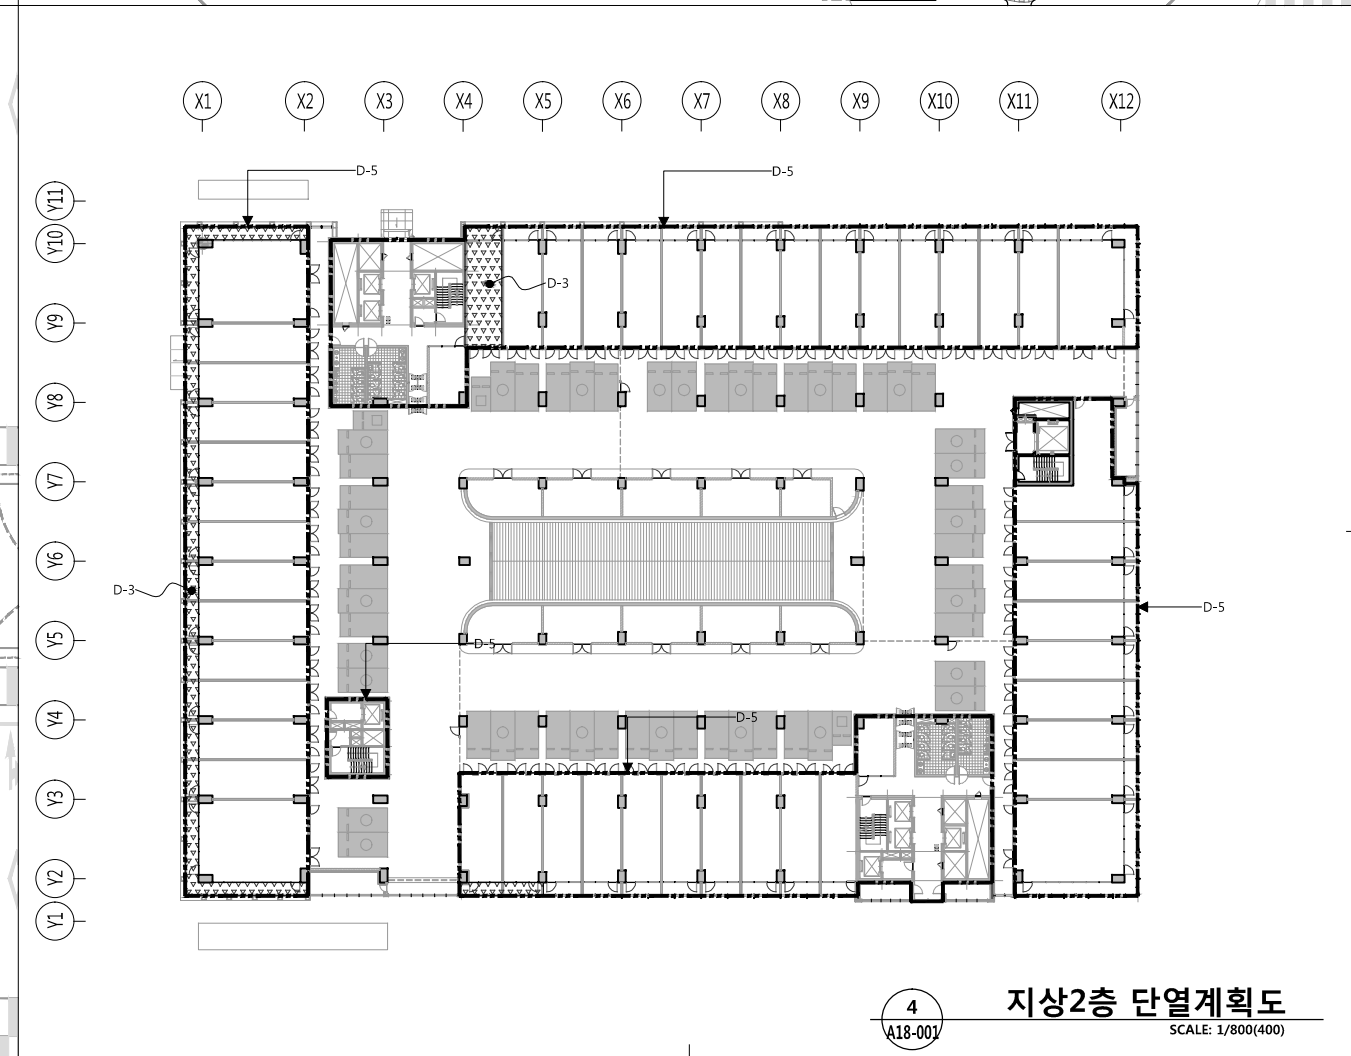 X1 X2 X3 X4 X5 X6 X7 X8 X9 X10 X11 X12
D-5 D-5
Y11
Y10
D-3
Y9
Y8
Y7
Y6
D-3
D-5
Y5
D-5
Y4
D-5
Y3
Y2
Y1
4
A18-001
지상2층 단열계획도
SCALE: 1/800(400)